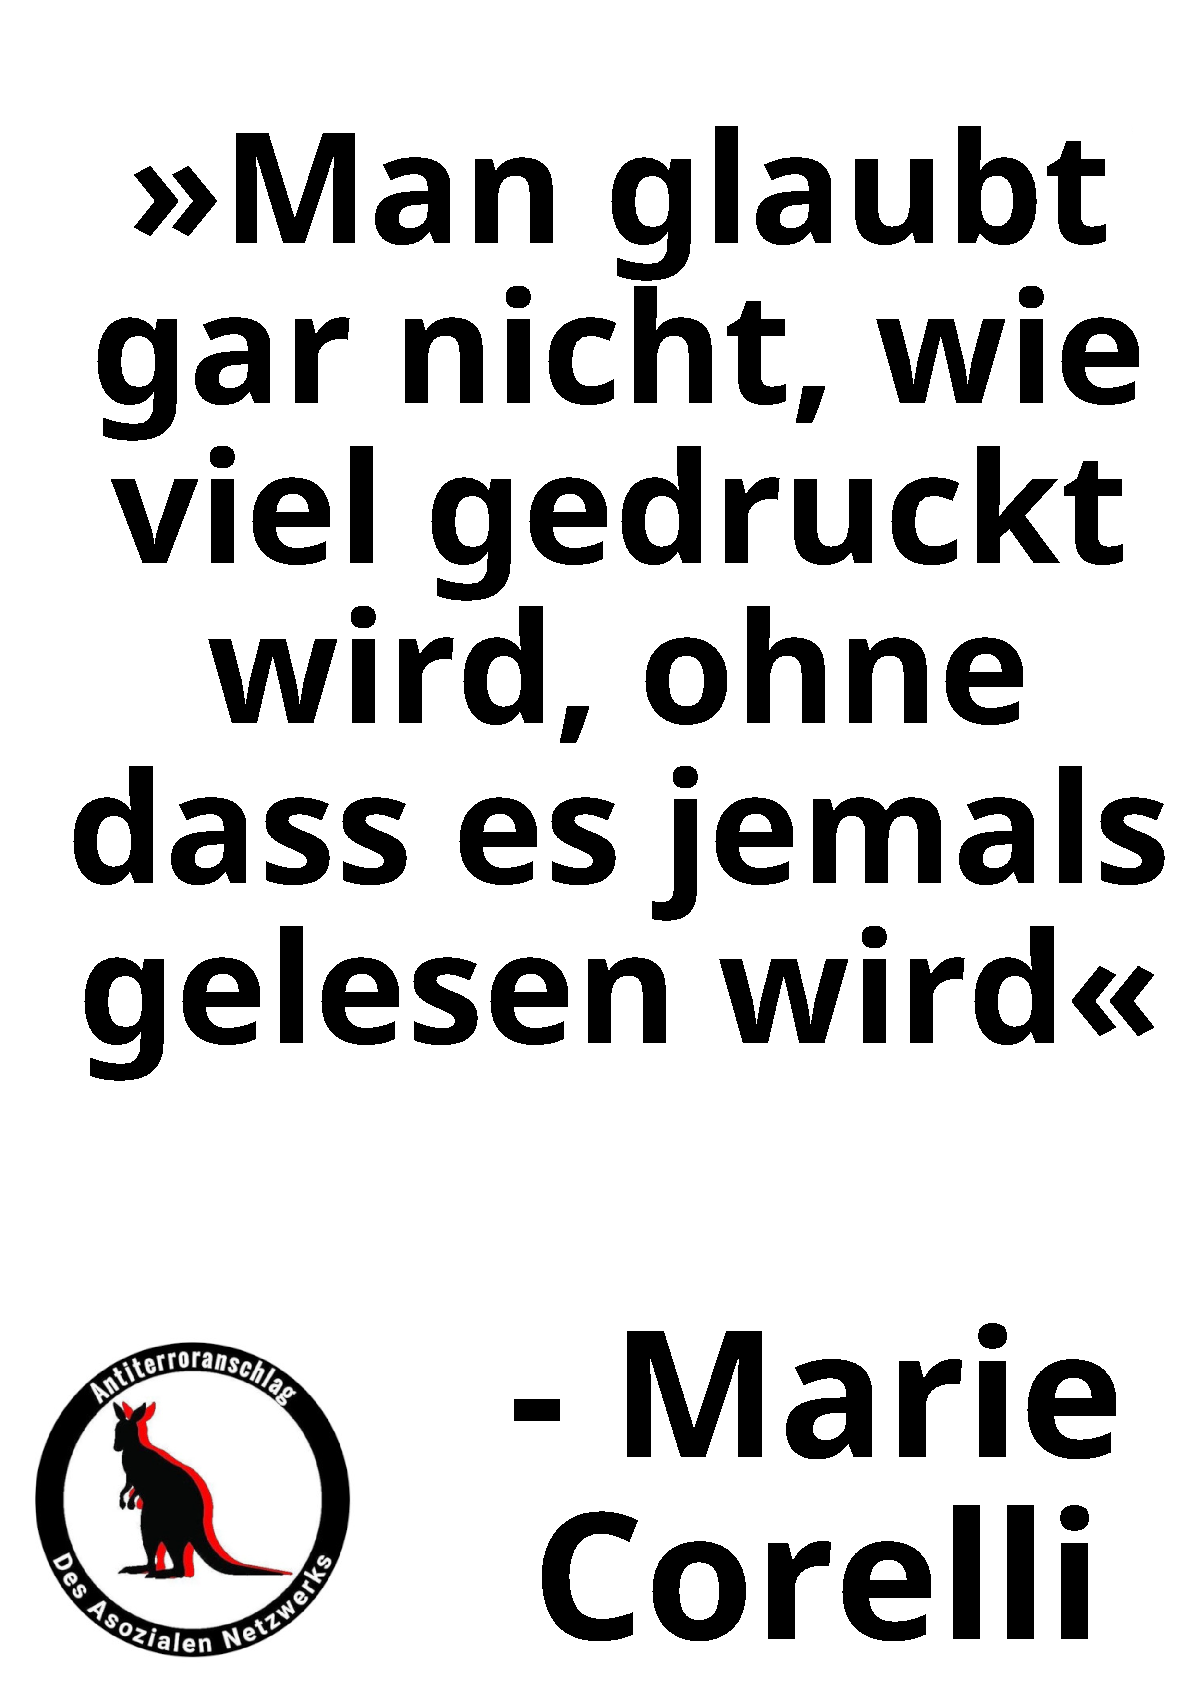 »Man glaubt
gar nicht, wie
viel gedruckt
wird, ohne
dass es jemals
gelesen wird«
- Marie
Corelli
Antiterroranschlag
Des Asozialen Netzwerks